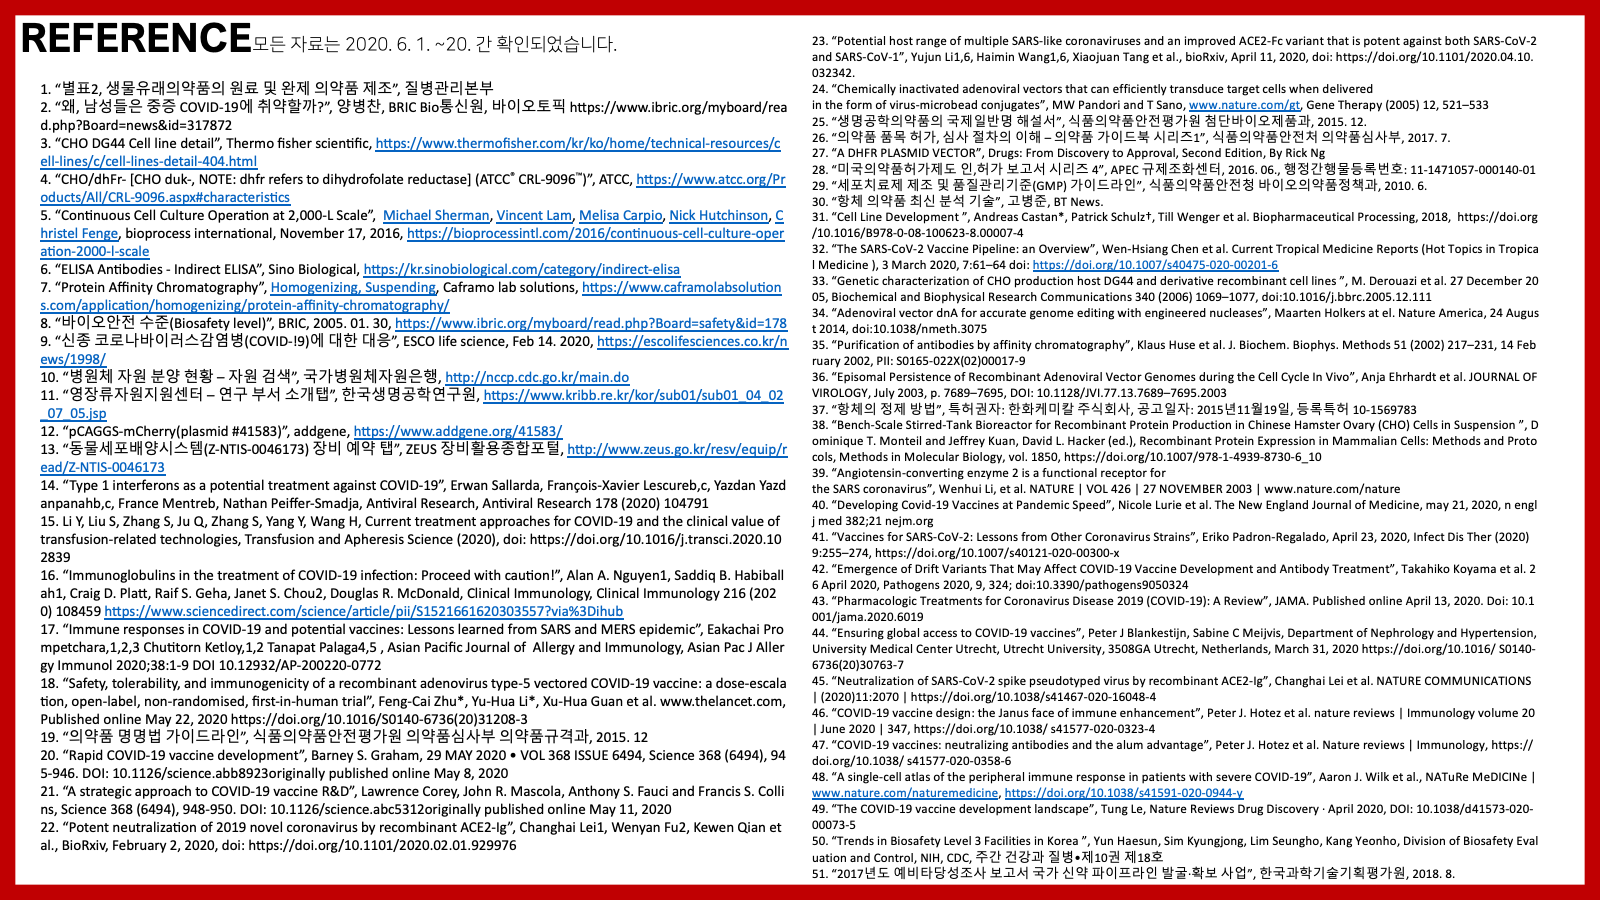 REFERENCE모든 자료는 2020. 6. 1. ~20. 간 확인되었습니다.
1. “별표2, 생물유래의약품의 원료 및 완제 의약품 제조”, 질병관리본부
2. “왜, 남성들은 중증 COVID-19에 취약할까?”, 양병찬, BRIC Bio통신원, 바이오토픽 https://www.ibric.org/myboard/rea
d.php?Board=news&id=317872
3. “CHO DG44 Cell line detail”, Thermo fisher scientific, https://www.thermofisher.com/kr/ko/home/technical-resources/c
ell-lines/c/cell-lines-detail-404.html
4. “CHO/dhFr- [CHO duk-, NOTE: dhfr refers to dihydrofolate reductase] (ATCC® CRL-9096™)”, ATCC, https://www.atcc.org/Pr
oducts/All/CRL-9096.aspx#characteristics
5. “Continuous Cell Culture Operation at 2,000-L Scale”, Michael Sherman, Vincent Lam, Melisa Carpio, Nick Hutchinson, C
hristel Fenge, bioprocess international, November 17, 2016, https://bioprocessintl.com/2016/continuous-cell-culture-oper
ation-2000-l-scale
6. “ELISA Antibodies - Indirect ELISA”, Sino Biological, https://kr.sinobiological.com/category/indirect-elisa
7. “Protein Affinity Chromatography”, Homogenizing, Suspending, Caframo lab solutions, https://www.caframolabsolution
s.com/application/homogenizing/protein-affinity-chromatography/
8. “바이오안전 수준(Biosafety level)”, BRIC, 2005. 01. 30, https://www.ibric.org/myboard/read.php?Board=safety&id=178
9. “신종 코로나바이러스감염병(COVID-!9)에 대한 대응”, ESCO life science, Feb 14. 2020, https://escolifesciences.co.kr/n
ews/1998/
10. “병원체 자원 분양 현황 – 자원 검색”, 국가병원체자원은행, http://nccp.cdc.go.kr/main.do
11. “영장류자원지원센터 – 연구 부서 소개탭”, 한국생명공학연구원, https://www.kribb.re.kr/kor/sub01/sub01_04_02
_07_05.jsp
12. “pCAGGS-mCherry(plasmid #41583)”, addgene, https://www.addgene.org/41583/
13. “동물세포배양시스템(Z-NTIS-0046173) 장비 예약 탭”, ZEUS 장비활용종합포털, http://www.zeus.go.kr/resv/equip/r
ead/Z-NTIS-0046173
14. “Type 1 interferons as a potential treatment against COVID-19”, Erwan Sallarda, François-Xavier Lescureb,c, Yazdan Yazd
anpanahb,c, France Mentreb, Nathan Peiffer-Smadja, Antiviral Research, Antiviral Research 178 (2020) 104791
15. Li Y, Liu S, Zhang S, Ju Q, Zhang S, Yang Y, Wang H, Current treatment approaches for COVID-19 and the clinical value of
transfusion-related technologies, Transfusion and Apheresis Science (2020), doi: https://doi.org/10.1016/j.transci.2020.10
2839
16. “Immunoglobulins in the treatment of COVID-19 infection: Proceed with caution!”, Alan A. Nguyen1, Saddiq B. Habiball
ah1, Craig D. Platt, Raif S. Geha, Janet S. Chou2, Douglas R. McDonald, Clinical Immunology, Clinical Immunology 216 (202
0) 108459 https://www.sciencedirect.com/science/article/pii/S1521661620303557?via%3Dihub
17. “Immune responses in COVID-19 and potential vaccines: Lessons learned from SARS and MERS epidemic”, Eakachai Pro
mpetchara,1,2,3 Chutitorn Ketloy,1,2 Tanapat Palaga4,5 , Asian Pacific Journal of Allergy and Immunology, Asian Pac J Aller
gy Immunol 2020;38:1-9 DOI 10.12932/AP-200220-0772
18. “Safety, tolerability, and immunogenicity of a recombinant adenovirus type-5 vectored COVID-19 vaccine: a dose-escala
tion, open-label, non-randomised, first-in-human trial”, Feng-Cai Zhu*, Yu-Hua Li*, Xu-Hua Guan et al. www.thelancet.com,
Published online May 22, 2020 https://doi.org/10.1016/S0140-6736(20)31208-3
19. “의약품 명명법 가이드라인”, 식품의약품안전평가원 의약품심사부 의약품규격과, 2015. 12
20. “Rapid COVID-19 vaccine development”, Barney S. Graham, 29 MAY 2020 • VOL 368 ISSUE 6494, Science 368 (6494), 94
5-946. DOI: 10.1126/science.abb8923originally published online May 8, 2020
21. “A strategic approach to COVID-19 vaccine R&D”, Lawrence Corey, John R. Mascola, Anthony S. Fauci and Francis S. Colli
ns, Science 368 (6494), 948-950. DOI: 10.1126/science.abc5312originally published online May 11, 2020
22. “Potent neutralization of 2019 novel coronavirus by recombinant ACE2-Ig”, Changhai Lei1, Wenyan Fu2, Kewen Qian et
al., BioRxiv, February 2, 2020, doi: https://doi.org/10.1101/2020.02.01.929976
23. “Potential host range of multiple SARS-like coronaviruses and an improved ACE2-Fc variant that is potent against both SARS-CoV-2
and SARS-CoV-1”, Yujun Li1,6, Haimin Wang1,6, Xiaojuan Tang et al., bioRxiv, April 11, 2020, doi: https://doi.org/10.1101/2020.04.10.
032342.
24. “Chemically inactivated adenoviral vectors that can efficiently transduce target cells when delivered
in the form of virus-microbead conjugates”, MW Pandori and T Sano, www.nature.com/gt, Gene Therapy (2005) 12, 521–533
25. “생명공학의약품의 국제일반명 해설서”, 식품의약품안전평가원 첨단바이오제품과, 2015. 12.
26. “의약품 품목 허가, 심사 절차의 이해 – 의약품 가이드북 시리즈1”, 식품의약품안전처 의약품심사부, 2017. 7.
27. “A DHFR PLASMID VECTOR”, Drugs: From Discovery to Approval, Second Edition, By Rick Ng
28. “미국의약품허가제도 인,허가 보고서 시리즈 4”, APEC 규제조화센터, 2016. 06., 행정간행물등록번호: 11-1471057-000140-01
29. “세포치료제 제조 및 품질관리기준(GMP) 가이드라인”, 식품의약품안전청 바이오의약품정책과, 2010. 6.
30. “항체 의약품 최신 분석 기술”, 고병준, BT News.
31. “Cell Line Development ”, Andreas Castan*, Patrick Schulz†, Till Wenger et al. Biopharmaceutical Processing, 2018, https://doi.org
/10.1016/B978-0-08-100623-8.00007-4
32. “The SARS-CoV-2 Vaccine Pipeline: an Overview”, Wen-Hsiang Chen et al. Current Tropical Medicine Reports (Hot Topics in Tropica
l Medicine ), 3 March 2020, 7:61–64 doi: https://doi.org/10.1007/s40475-020-00201-6
33. “Genetic characterization of CHO production host DG44 and derivative recombinant cell lines ”, M. Derouazi et al. 27 December 20
05, Biochemical and Biophysical Research Communications 340 (2006) 1069–1077, doi:10.1016/j.bbrc.2005.12.111
34. “Adenoviral vector dnA for accurate genome editing with engineered nucleases”, Maarten Holkers at el. Nature America, 24 Augus
t 2014, doi:10.1038/nmeth.3075
35. “Purification of antibodies by affinity chromatography”, Klaus Huse et al. J. Biochem. Biophys. Methods 51 (2002) 217–231, 14 Feb
ruary 2002, PII: S0165-022X(02)00017-9
36. “Episomal Persistence of Recombinant Adenoviral Vector Genomes during the Cell Cycle In Vivo”, Anja Ehrhardt et al. JOURNAL OF
VIROLOGY, July 2003, p. 7689–7695, DOI: 10.1128/JVI.77.13.7689–7695.2003
37. “항체의 정제 방법”, 특허권자: 한화케미칼 주식회사, 공고일자: 2015년11월19일, 등록특허 10-1569783
38. “Bench-Scale Stirred-Tank Bioreactor for Recombinant Protein Production in Chinese Hamster Ovary (CHO) Cells in Suspension ”, D
ominique T. Monteil and Jeffrey Kuan, David L. Hacker (ed.), Recombinant Protein Expression in Mammalian Cells: Methods and Proto
cols, Methods in Molecular Biology, vol. 1850, https://doi.org/10.1007/978-1-4939-8730-6_10
39. “Angiotensin-converting enzyme 2 is a functional receptor for
the SARS coronavirus”, Wenhui Li, et al. NATURE | VOL 426 | 27 NOVEMBER 2003 | www.nature.com/nature
40. “Developing Covid-19 Vaccines at Pandemic Speed”, Nicole Lurie et al. The New England Journal of Medicine, may 21, 2020, n engl
j med 382;21 nejm.org
41. “Vaccines for SARS-CoV-2: Lessons from Other Coronavirus Strains”, Eriko Padron-Regalado, April 23, 2020, Infect Dis Ther (2020)
9:255–274, https://doi.org/10.1007/s40121-020-00300-x
42. “Emergence of Drift Variants That May Affect COVID-19 Vaccine Development and Antibody Treatment”, Takahiko Koyama et al. 2
6 April 2020, Pathogens 2020, 9, 324; doi:10.3390/pathogens9050324
43. “Pharmacologic Treatments for Coronavirus Disease 2019 (COVID-19): A Review”, JAMA. Published online April 13, 2020. Doi: 10.1
001/jama.2020.6019
44. “Ensuring global access to COVID-19 vaccines”, Peter J Blankestijn, Sabine C Meijvis, Department of Nephrology and Hypertension,
University Medical Center Utrecht, Utrecht University, 3508GA Utrecht, Netherlands, March 31, 2020 https://doi.org/10.1016/ S0140-
6736(20)30763-7
45. “Neutralization of SARS-CoV-2 spike pseudotyped virus by recombinant ACE2-Ig”, Changhai Lei et al. NATURE COMMUNICATIONS
| (2020)11:2070 | https://doi.org/10.1038/s41467-020-16048-4
46. “COVID-19 vaccine design: the Janus face of immune enhancement”, Peter J. Hotez et al. nature reviews | Immunology volume 20
| June 2020 | 347, https://doi.org/10.1038/ s41577-020-0323-4
47. “COVID-19 vaccines: neutralizing antibodies and the alum advantage”, Peter J. Hotez et al. Nature reviews | Immunology, https://
doi.org/10.1038/ s41577-020-0358-6
48. “A single-cell atlas of the peripheral immune response in patients with severe COVID-19”, Aaron J. Wilk et al., NATuRe MeDICINe |
www.nature.com/naturemedicine, https://doi.org/10.1038/s41591-020-0944-y
49. “The COVID-19 vaccine development landscape”, Tung Le, Nature Reviews Drug Discovery · April 2020, DOI: 10.1038/d41573-020-
00073-5
50. “Trends in Biosafety Level 3 Facilities in Korea ”, Yun Haesun, Sim Kyungjong, Lim Seungho, Kang Yeonho, Division of Biosafety Eval
uation and Control, NIH, CDC, 주간 건강과 질병•제10권 제18호
51. “2017년도 예비타당성조사 보고서 국가 신약 파이프라인 발굴·확보 사업”, 한국과학기술기획평가원, 2018. 8.